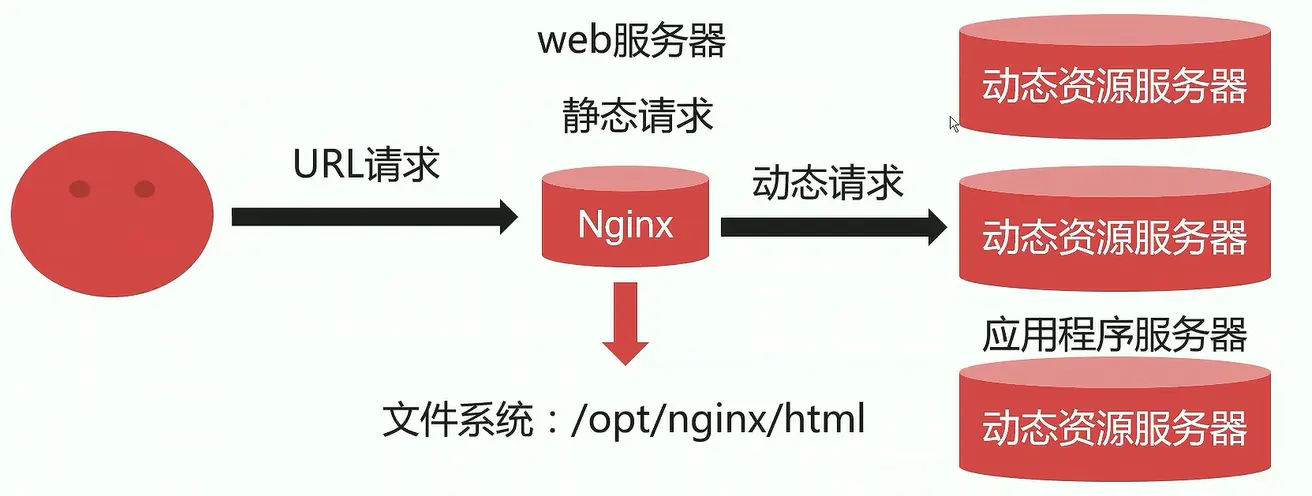 web服务器
静态请求
URL请求
Nginx
动态请求
文件系统：/opt/nginx/html
动态资源服务器
动态资源服务器
应用程序服务器
动态资源服务器